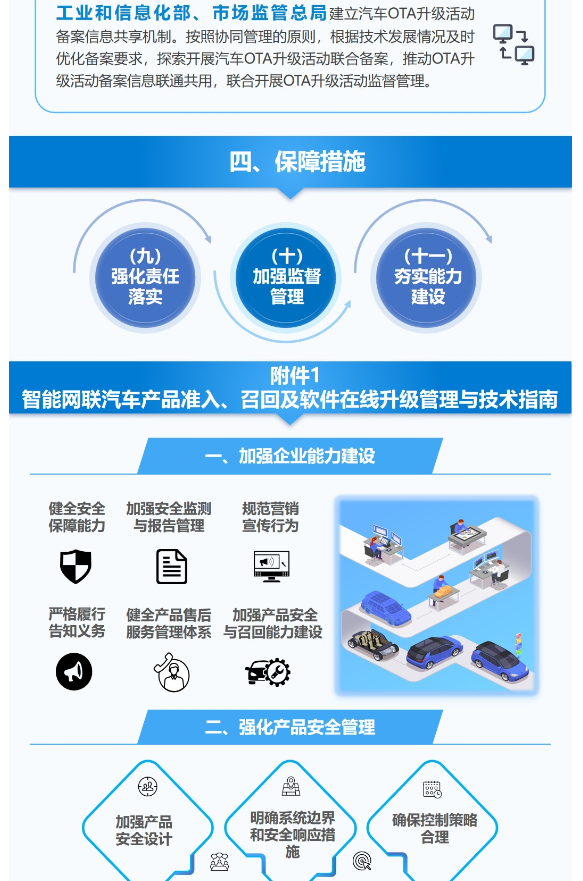 工业和信息化部、市场监管总局建立汽车OTA升级活动
备案信息共享机制。按照协同管理的原则，根据技术发展情况及时
优化备案要求，探索开展汽车OTA升级活动联合备案，推动OTA升
级活动备案信息联通共用，联合开展OTA升级活动监督管理。
四、保障措施
（九）
强化责任
落实
（十）
加强监督
管理
（十一）
夯实能力
建设
附件1
智能网联汽车产品准入、召回及软件在线升级管理与技术指南
一、加强企业能力建设
健全安全
保障能力
加强安全监测
与报告管理
规范营销
宣传行为
严格履行
告知义务
健全产品售后
服务管理体系
加强产品安全
与召回能力建设
二、强化产品安全管理
加强产品
安全设计
明确系统边界
和安全响应措
施
确保控制策略
合理